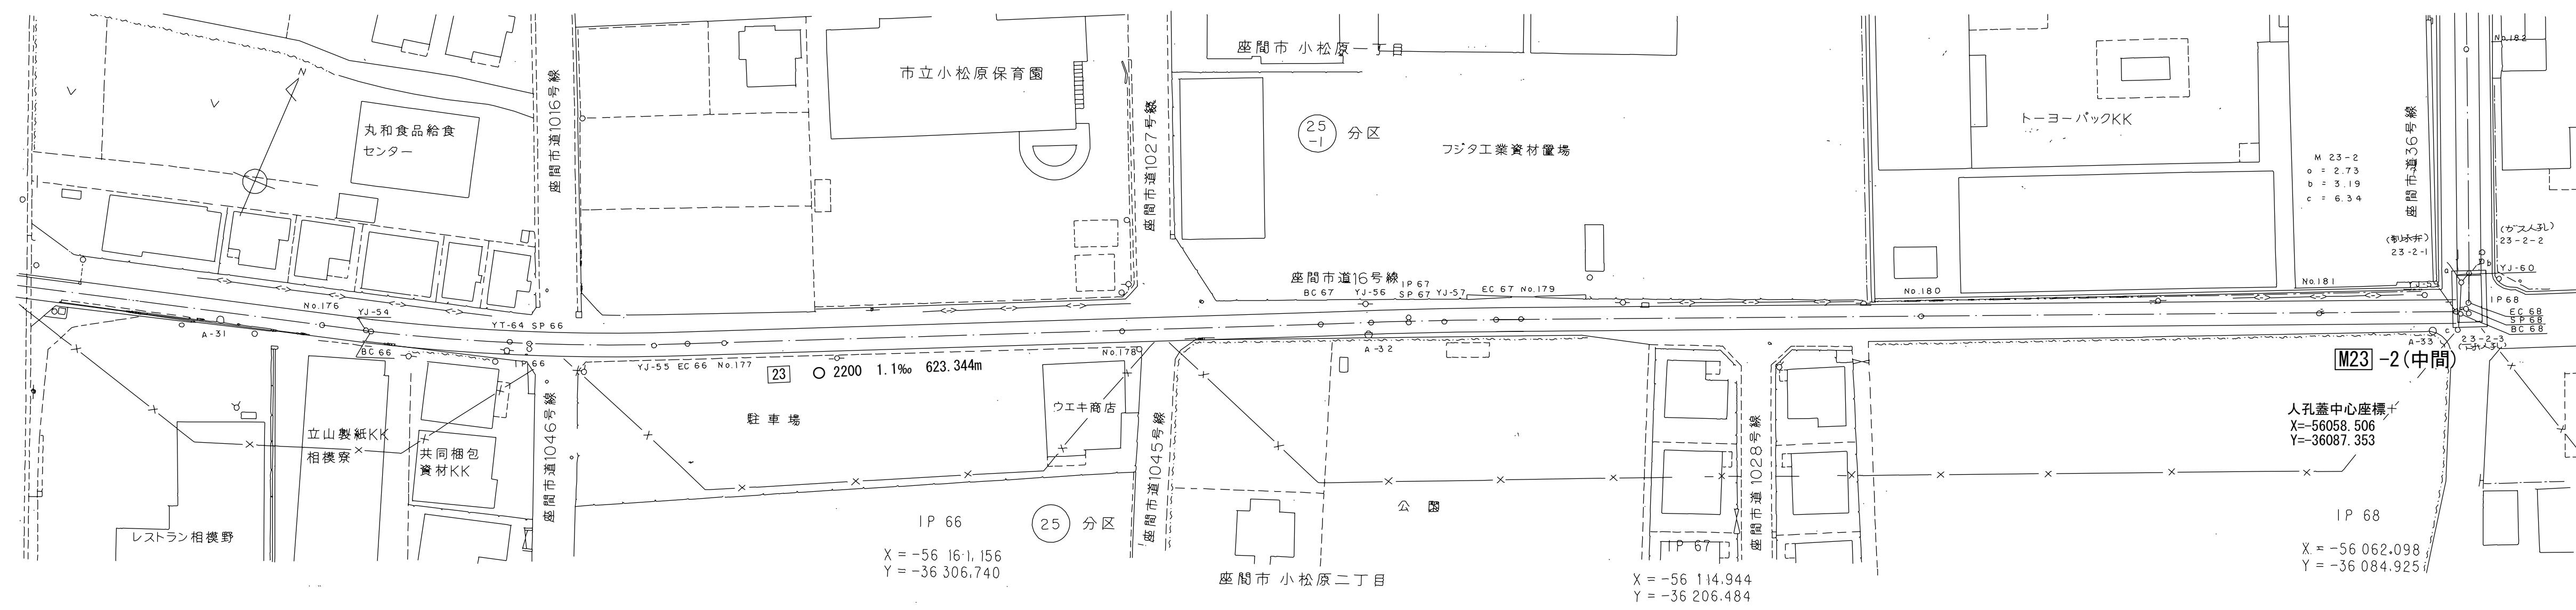 N
丸和食品給食
センター
座間市道1016号線
市立小松原保育園
座間市道1027号線
座間市 小松原一丁目
25
-1
分区
フジタ工業資材置場
トーヨーパックKK
M 23-2
a = 2.73
b = 3.19
c = 6.34
座間市道36号線
No.182
(制水弁)
23-2-1
(ガス人孔)
23-2-2
a
b
YJ-60
座間市道16号線
No.176
YJ-54
YT-64 SP 66
BC 67
YJ-56
IP 67
SP 67
YJ-57
EC 67
No.179
No.180
No.181
IP 68
EC 68
SP 68
BC 68
A-31
BC 66
IP 66
YJ-55
EC 66
No.177
No.178
A-32
A-33
c
23-2-3
23
○ 2200 1.1‰ 623.344m
M23 -2(中間)
人孔蓋中心座標
X=-56058.506
Y=-36087.353
立山製紙KK
相模寮
共同梱包
資材KK
レストラン相模野
座間市道1046号線
駐車場
ウエキ商店
座間市道1045号線
公園
座間市道1028号線
25
分区
IP 66
X = -56 161.156
Y = -36 306.740
座間市 小松原二丁目
IP 67
X = -56 114.944
Y = -36 206.484
IP 68
X = -56 062.098
Y = -36 084.925